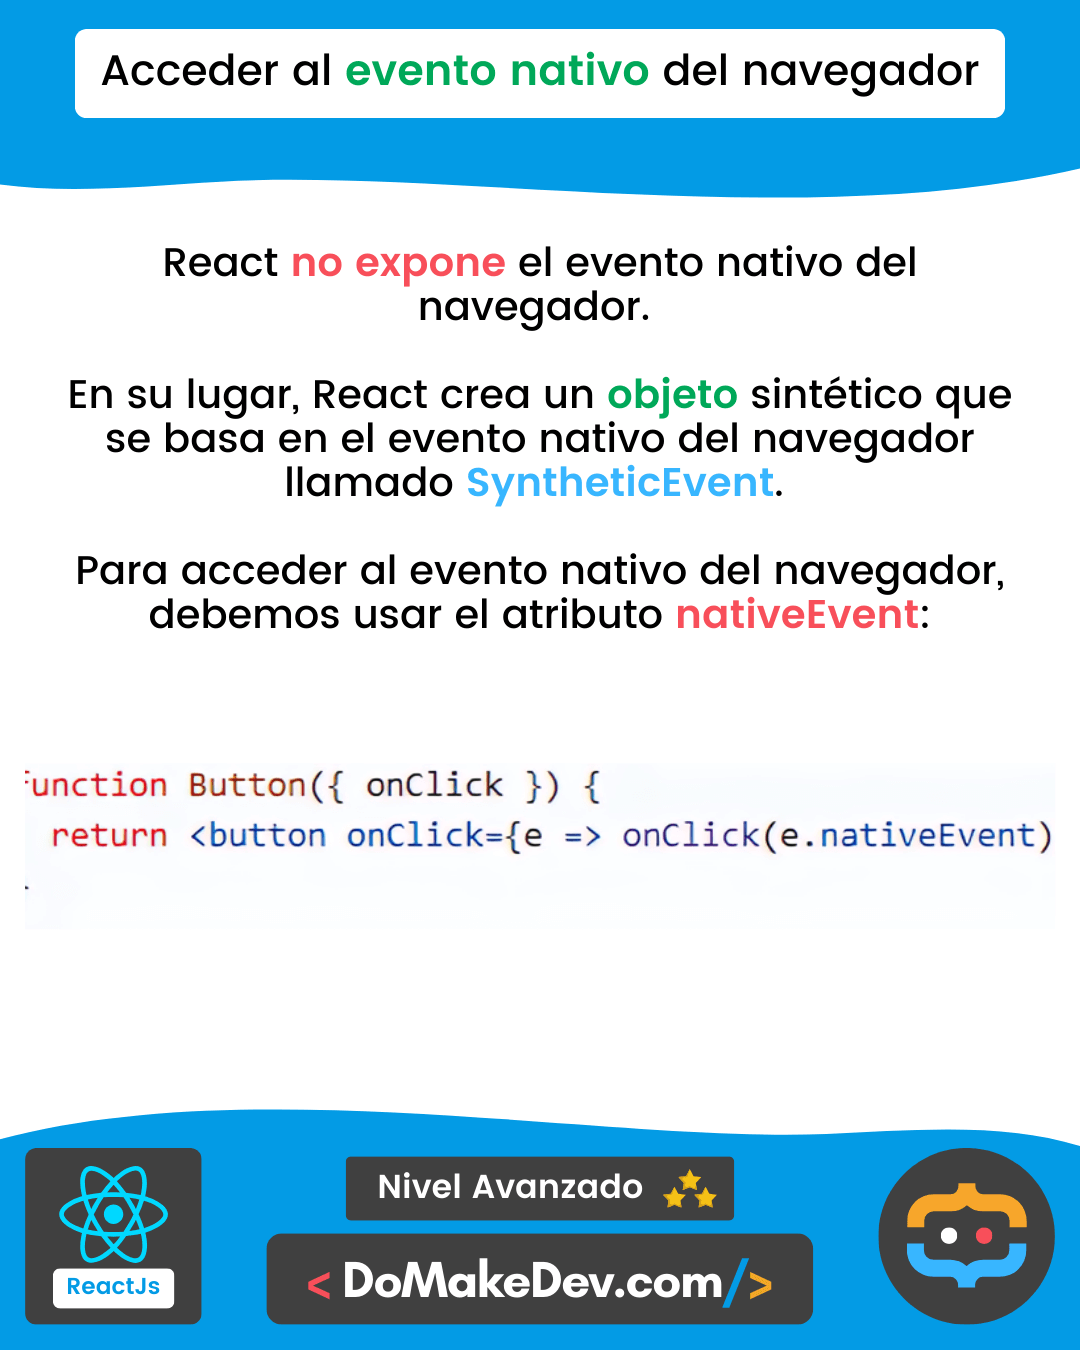 Acceder al evento nativo del navegador
React no expone el evento nativo del
navegador.
En su lugar, React crea un objeto sintético que
se basa en el evento nativo del navegador
llamado SyntheticEvent.
Para acceder al evento nativo del navegador,
debemos usar el atributo nativeEvent:
function Button({ onClick }) {
return <button onClick={e => onClick(e.nativeEvent)
ReactJs
Nivel Avanzado
< DoMakeDev.com/>